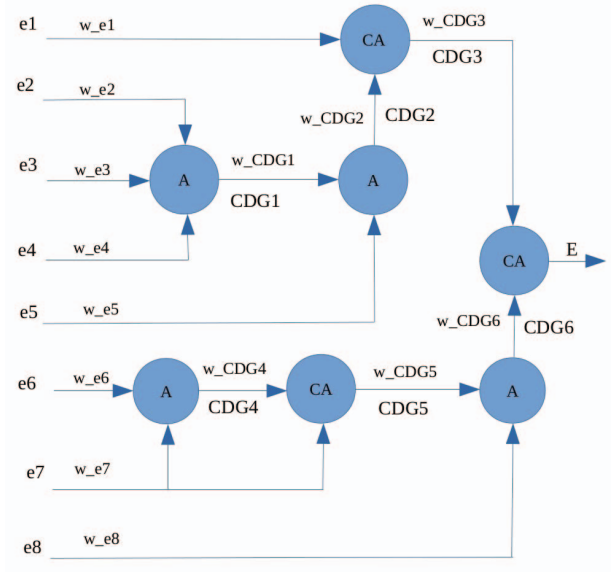 e1 w_e1 CA w_CDG3
CDG3
e2 w_e2
w_CDG2 CDG2
e3 w_e3 A w_CDG1 A
CDG1
e4 w_e4
CA E
e5 w_e5
w_CDG6 CDG6
e6 w_e6 A w_CDG4 CA w_CDG5 A
CDG4 CDG5
e7 w_e7
e8 w_e8